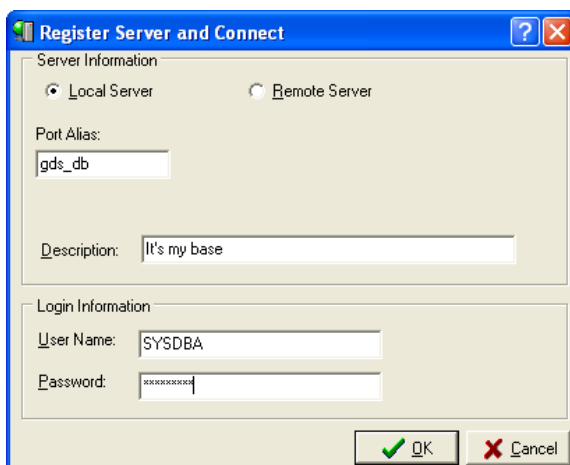 Register Server and Connect
Server Information
Local Server Remote Server
Port Alias:
gds_db
Description: It's my base
Login Information
User Name: SYSDBA
Password: *********
OK Cancel